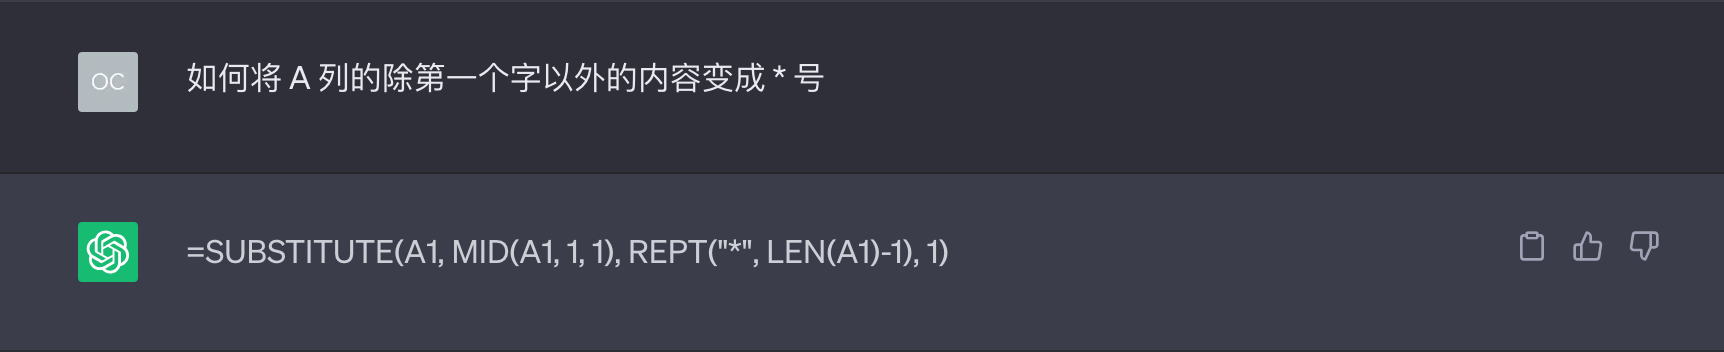 OC
如何将 A 列的除第一个字以外的内容变成 * 号
=SUBSTITUTE(A1, MID(A1, 1, 1), REPT("*", LEN(A1)-1), 1)